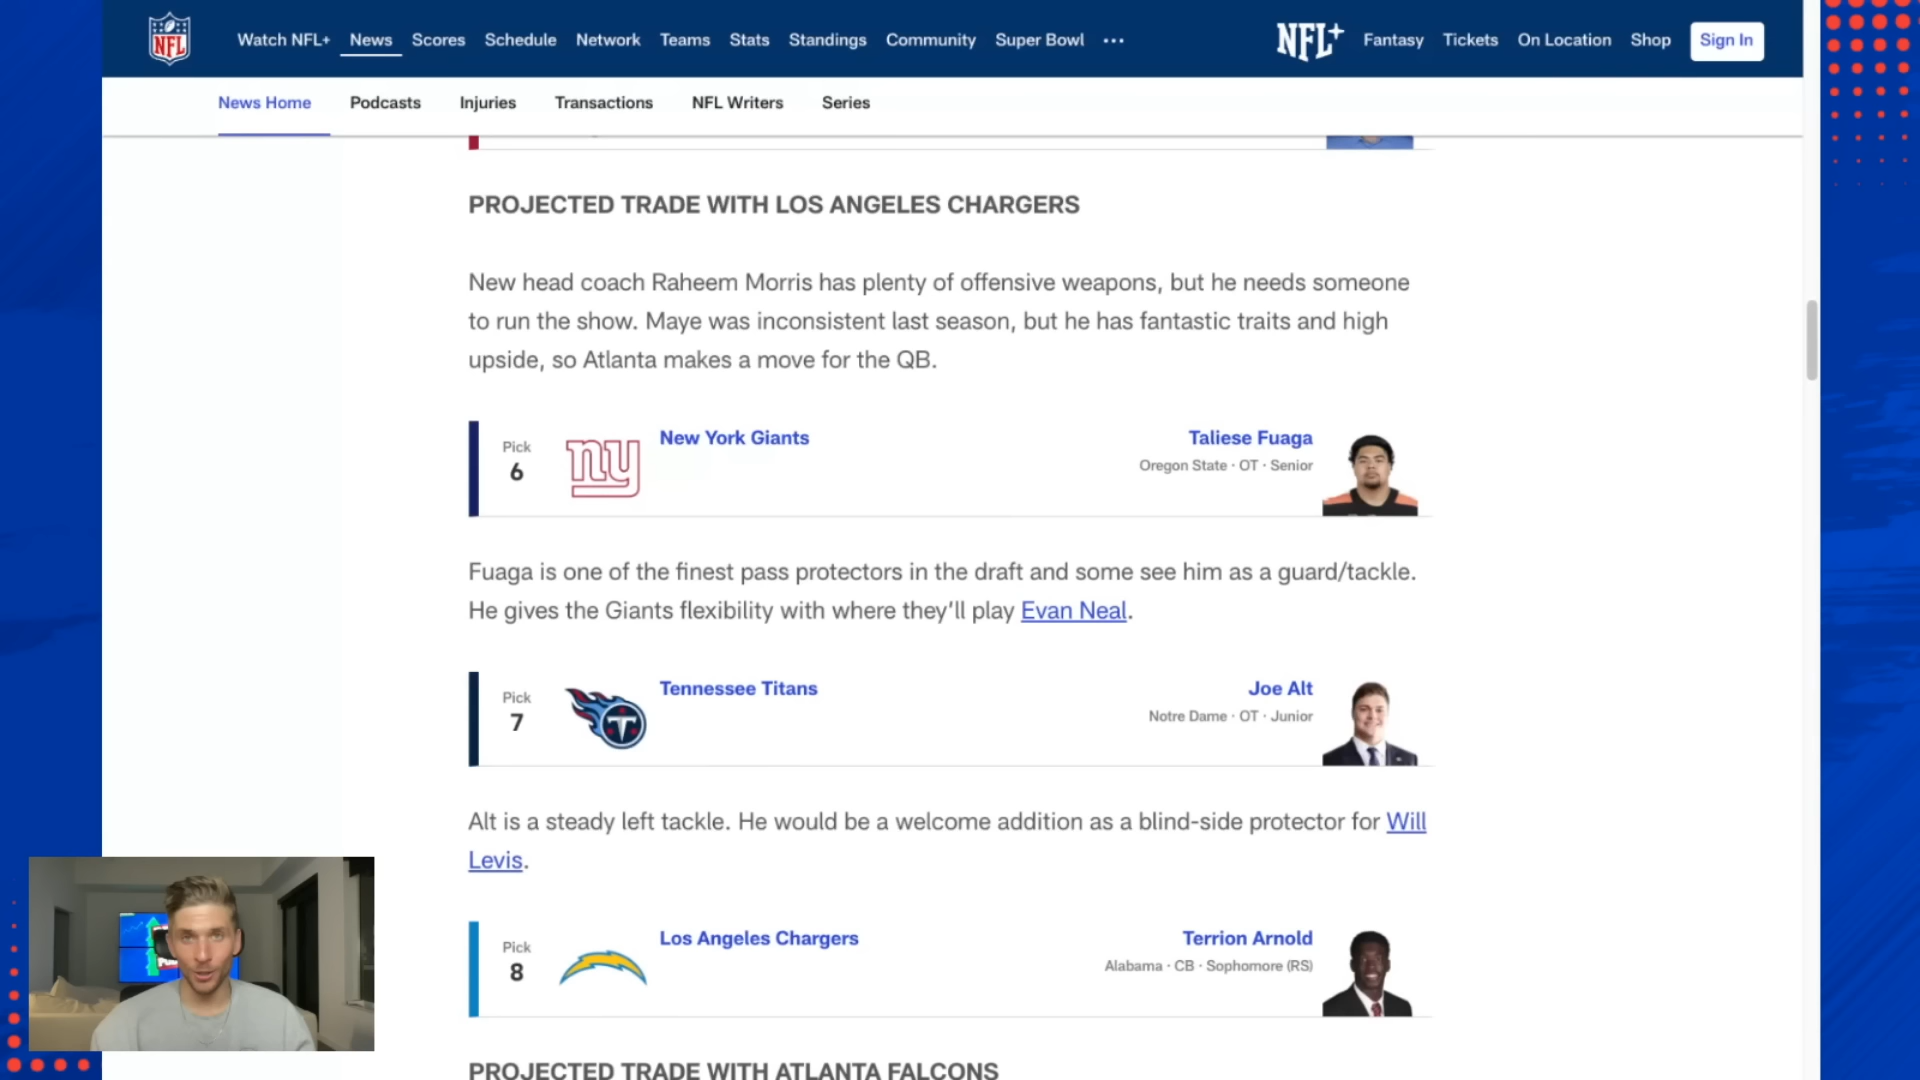 NFL
Watch NFL+ News Scores Schedule Network Teams Stats Standings Community Super Bowl ••• NFL+ Fantasy Tickets On Location Shop Sign In
News Home Podcasts Injuries Transactions NFL Writers Series
PROJECTED TRADE WITH LOS ANGELES CHARGERS
New head coach Raheem Morris has plenty of offensive weapons, but he needs someone
to run the show. Maye was inconsistent last season, but he has fantastic traits and high
upside, so Atlanta makes a move for the QB.
Pick
6
ny
New York Giants
Taliese Fuaga
Oregon State · OT · Senior
Fuaga is one of the finest pass protectors in the draft and some see him as a guard/tackle.
He gives the Giants flexibility with where they'll play Evan Neal.
Pick
7
T
Tennessee Titans
Joe Alt
Notre Dame · OT · Junior
Alt is a steady left tackle. He would be a welcome addition as a blind-side protector for Will
Levis.
Pick
8
Los Angeles Chargers
Terrion Arnold
Alabama · CB · Sophomore (RS)
PROJECTED TRADE WITH ATLANTA FALCONS